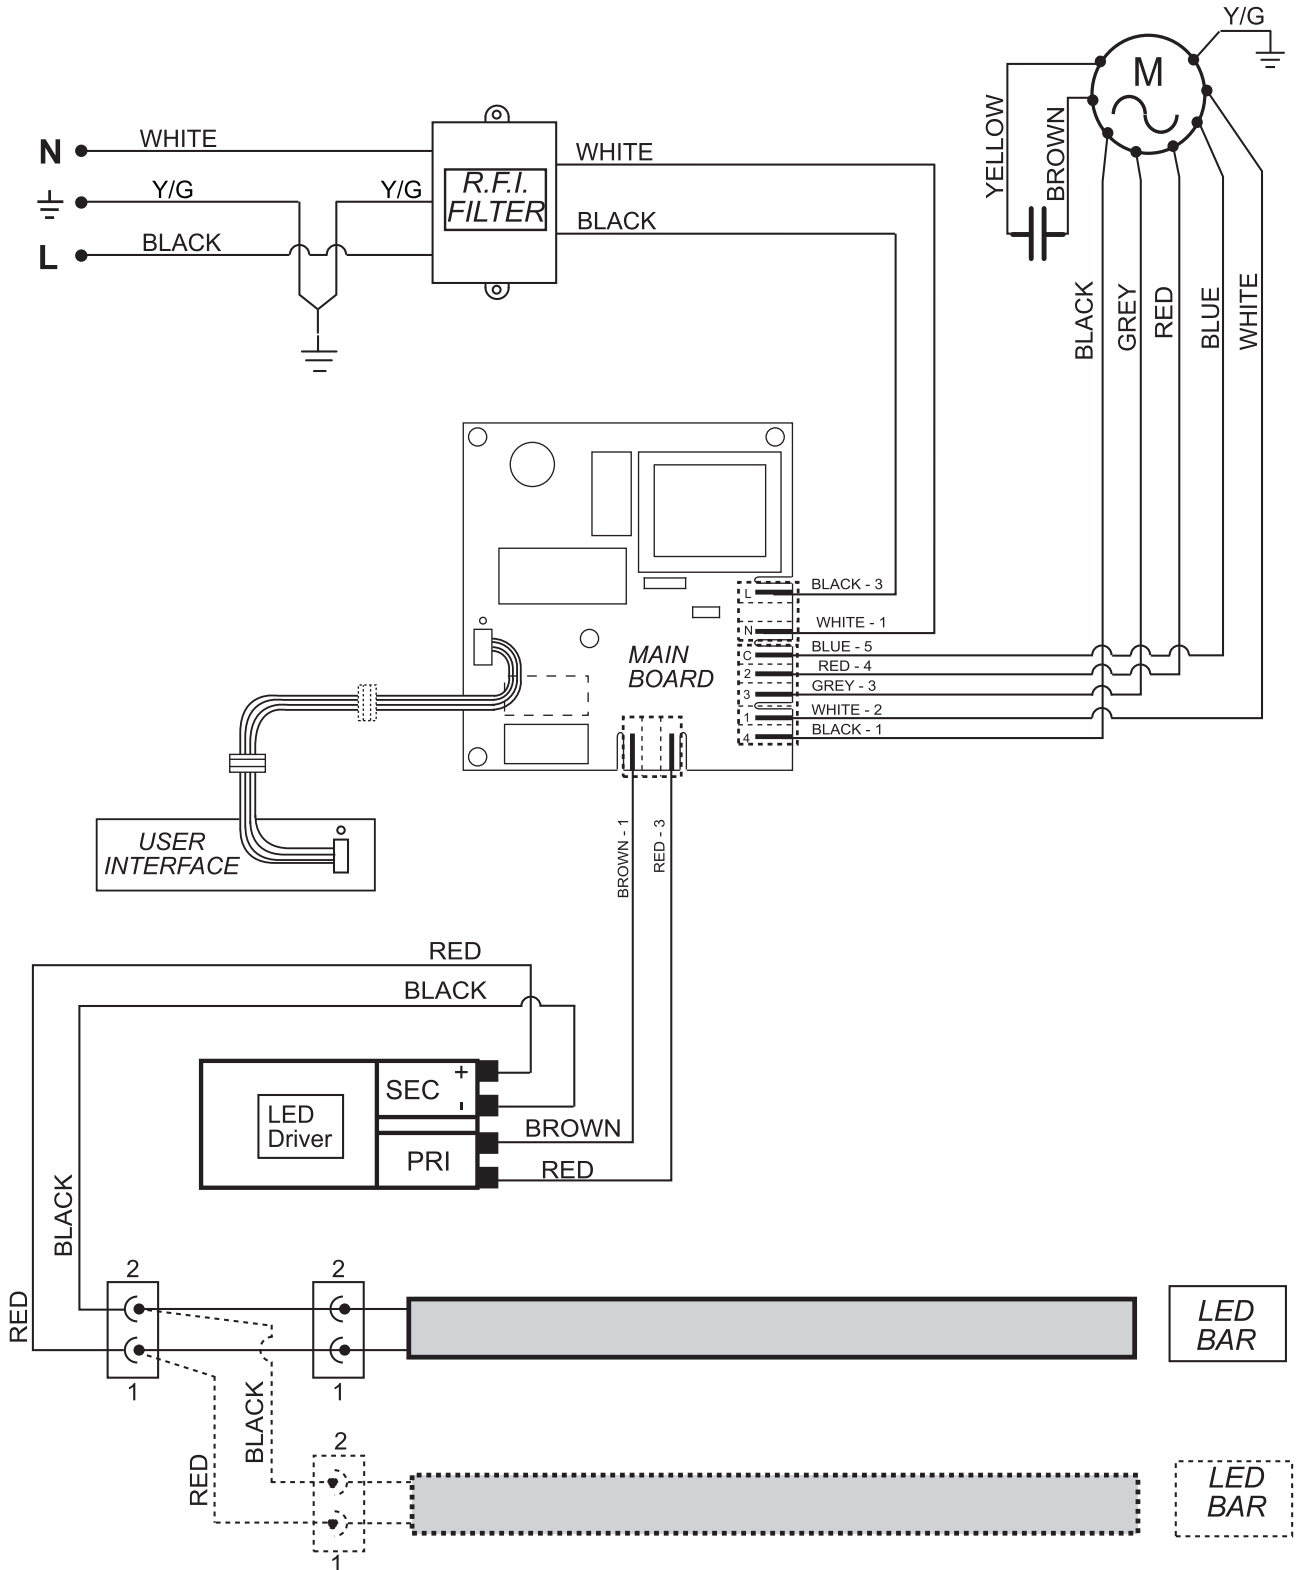 Y/G
M
YELLOW
BROWN
N
WHITE
Y/G
Y/G
L
BLACK
R.F.I.
FILTER
WHITE
BLACK
BLACK
GREY
RED
BLUE
WHITE
L
BLACK - 3
N
WHITE - 1
C
BLUE - 5
2
RED - 4
3
GREY - 3
1
WHITE - 2
4
BLACK - 1
MAIN
BOARD
BROWN - 1
RED - 3
USER
INTERFACE
RED
BLACK
LED
Driver
SEC
+
-
PRI
BROWN
RED
BLACK
RED
2
1
2
1
LED
BAR
BLACK
RED
2
1
LED
BAR